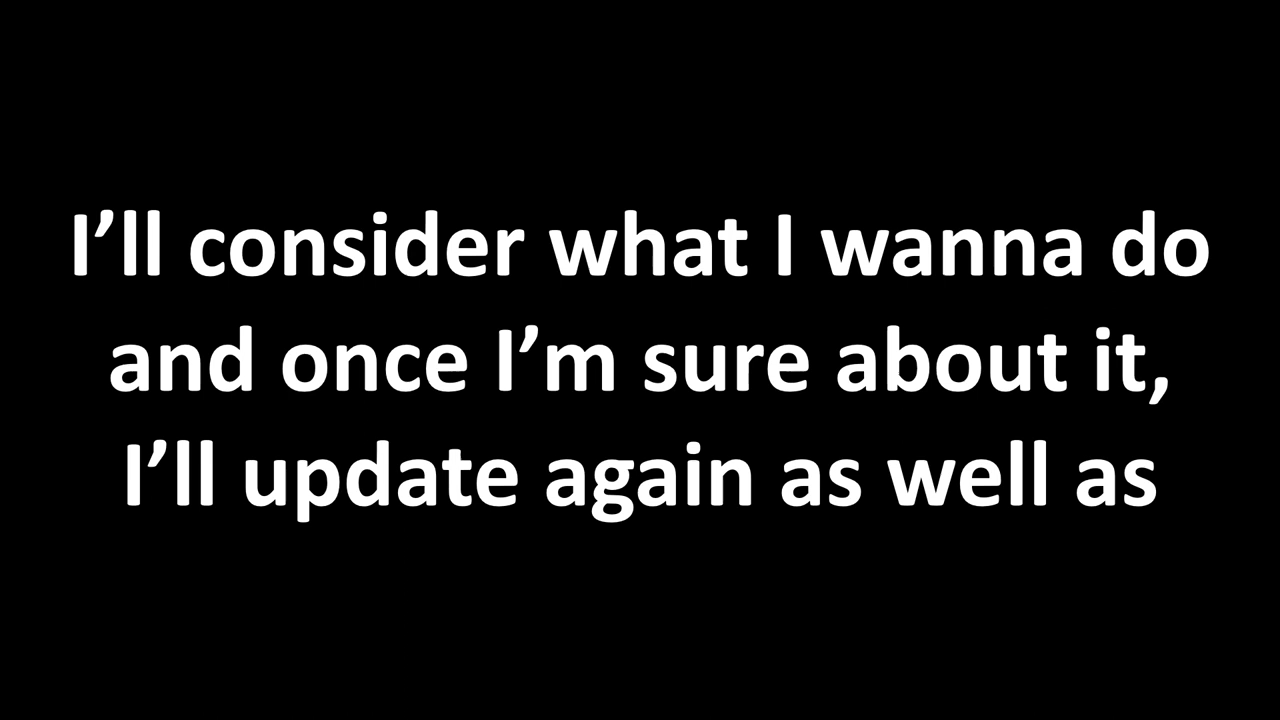 I’ll consider what I wanna do
and once I’m sure about it,
I’ll update again as well as